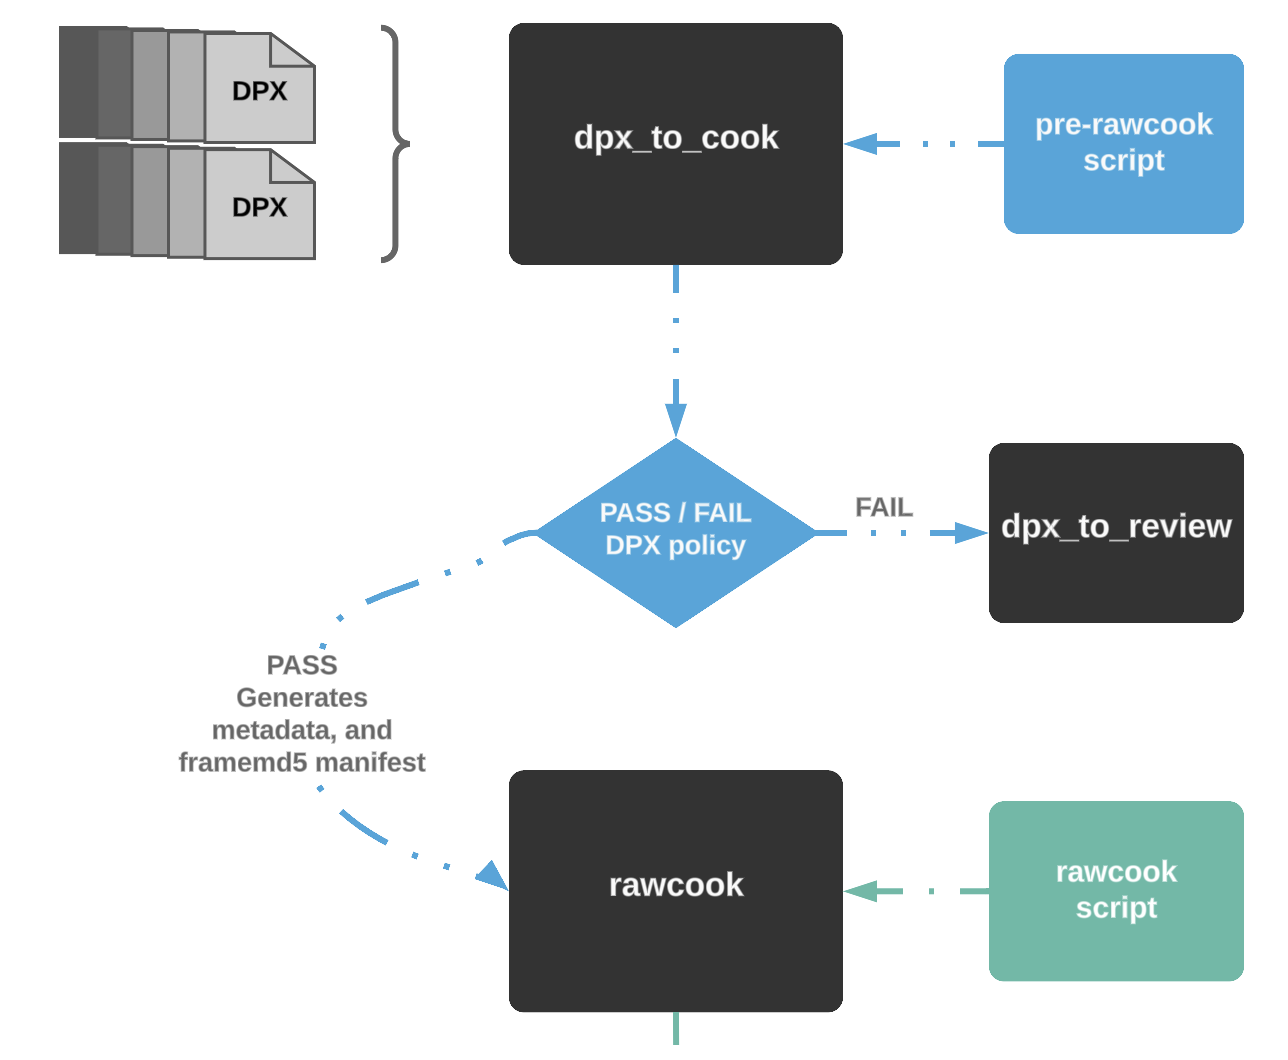 DPX
DPX
dpx_to_cook
pre-rawcook
script
PASS / FAIL
DPX policy
FAIL
dpx_to_review
PASS
Generates
metadata, and
framemd5 manifest
rawcook
rawcook
script